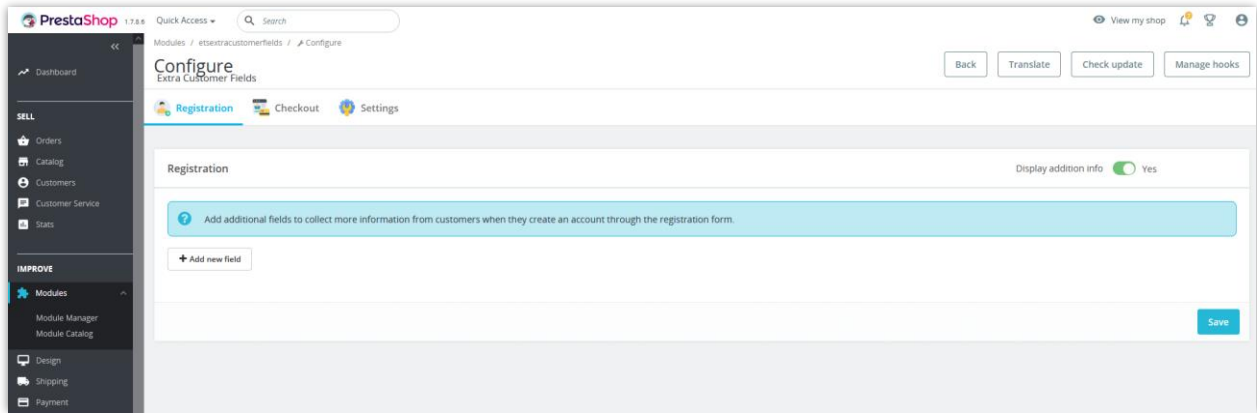 PrestaShop 1.7.8.6 Quick Access Search View my shop
Modules / etsextracustomerfields / Configure
Configure
Extra Customer Fields
Back Translate Check update Manage hooks
Registration Checkout Settings
Dashboard
SELL
Orders
Catalog
Customers
Customer Service
Stats
IMPROVE
Modules
Module Manager
Module Catalog
Design
Shipping
Payment
Registration Display addition info Yes
Add additional fields to collect more information from customers when they create an account through the registration form.
+ Add new field
Save